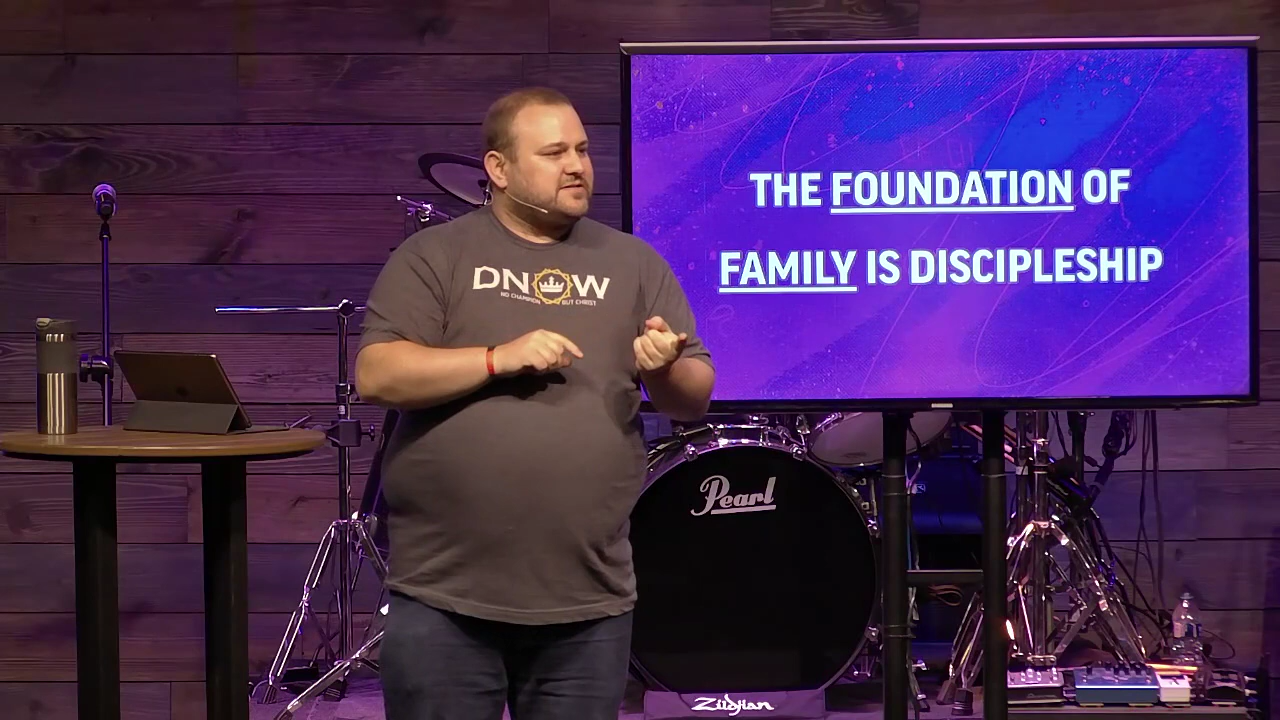 THE FOUNDATION OF
FAMILY IS DISCIPLESHIP
DNOW
NO CHAMPION BUT CHRIST
Pearl
Zildjian